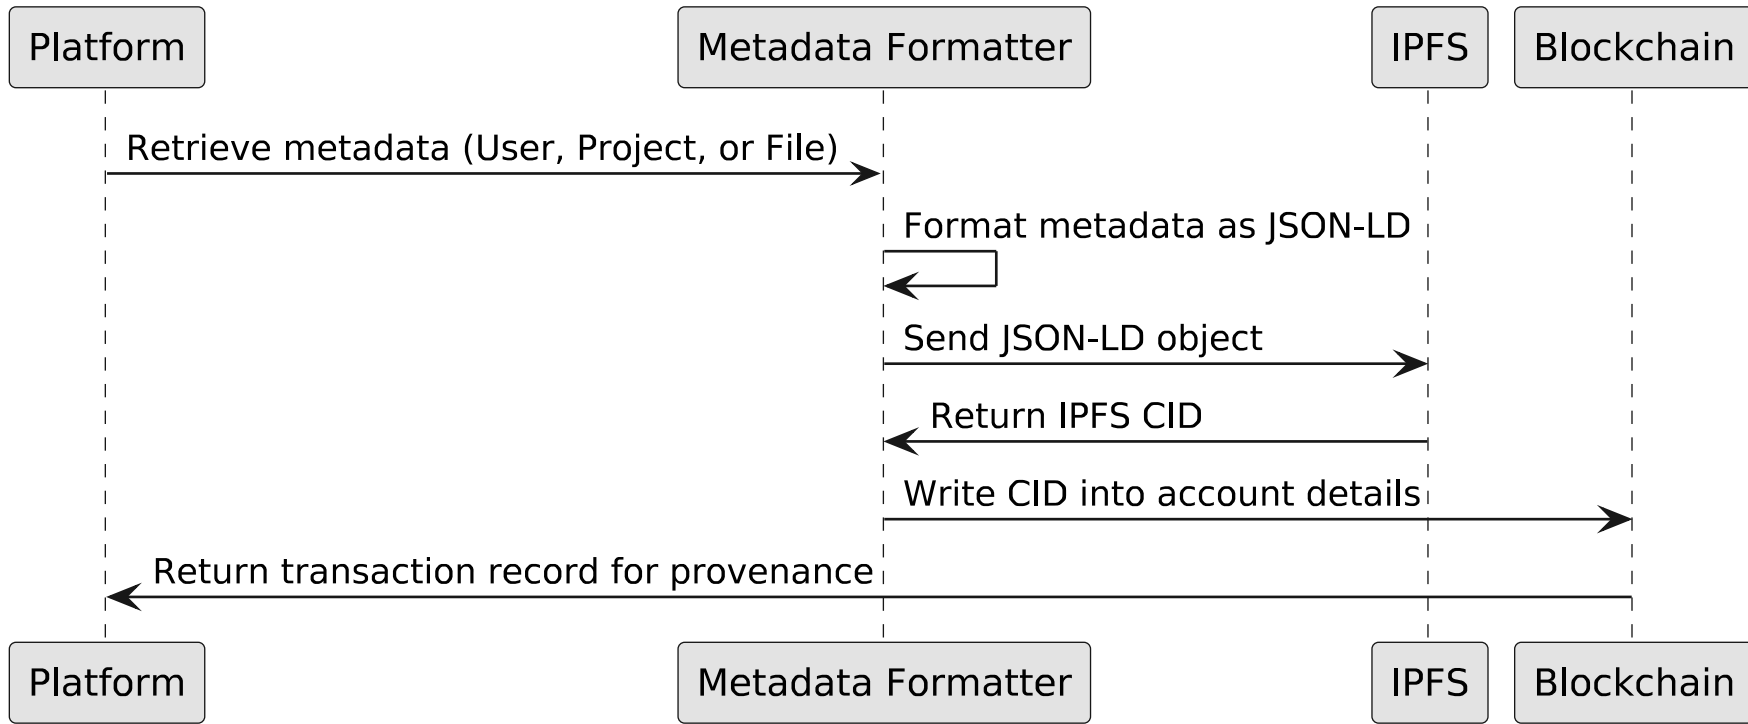 Platform
Metadata Formatter
IPFS
Blockchain
Retrieve metadata (User, Project, or File)
Format metadata as JSON-LD
Send JSON-LD object
Return IPFS CID
Write CID into account details
Return transaction record for provenance
Platform
Metadata Formatter
IPFS
Blockchain